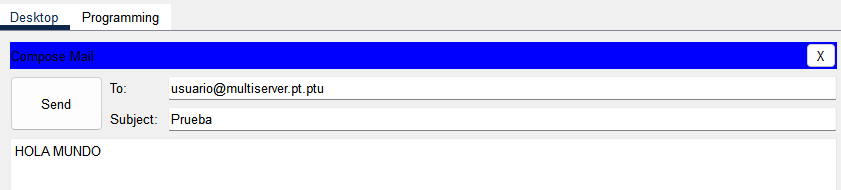 Desktop Programming
Compose Mail X
Send
To: usuario@multiserver.pt.ptu
Subject: Prueba
HOLA MUNDO